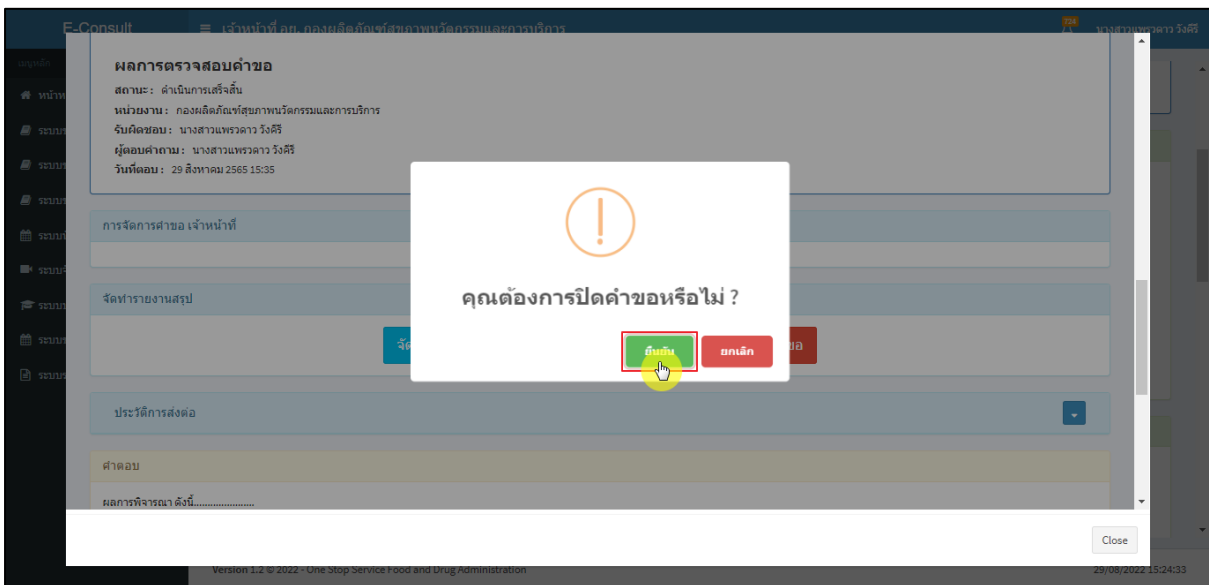 E-Consult
เจ้าหน้าที่ อย. กองผลิตภัณฑ์สุขภาพนวัตกรรมและการบริการ
724
นางสาวแพรวดาว วังคีรี
เมนูหลัก
ผลการตรวจสอบคำขอ
สถานะ : ดำเนินการเสร็จสิ้น
หน่วยงาน : กองผลิตภัณฑ์สุขภาพนวัตกรรมและการบริการ
รับผิดชอบ : นางสาวแพรวดาว วังคีรี
ผู้ตอบคำถาม : นางสาวแพรวดาว วังคีรี
วันที่ตอบ : 29 สิงหาคม 2565 15:35
การจัดการคำขอ เจ้าหน้าที่
คุณต้องการปิดคำขอหรือไม่ ?
จัดทำรายงานสรุป
ยืนยัน
ยกเลิก
ประวัติการส่งต่อ
คำตอบ
ผลการพิจารณา ดังนี้......................
Close
Version 1.2 © 2022 - One Stop Service Food and Drug Administration
29/08/2022 15:24:33